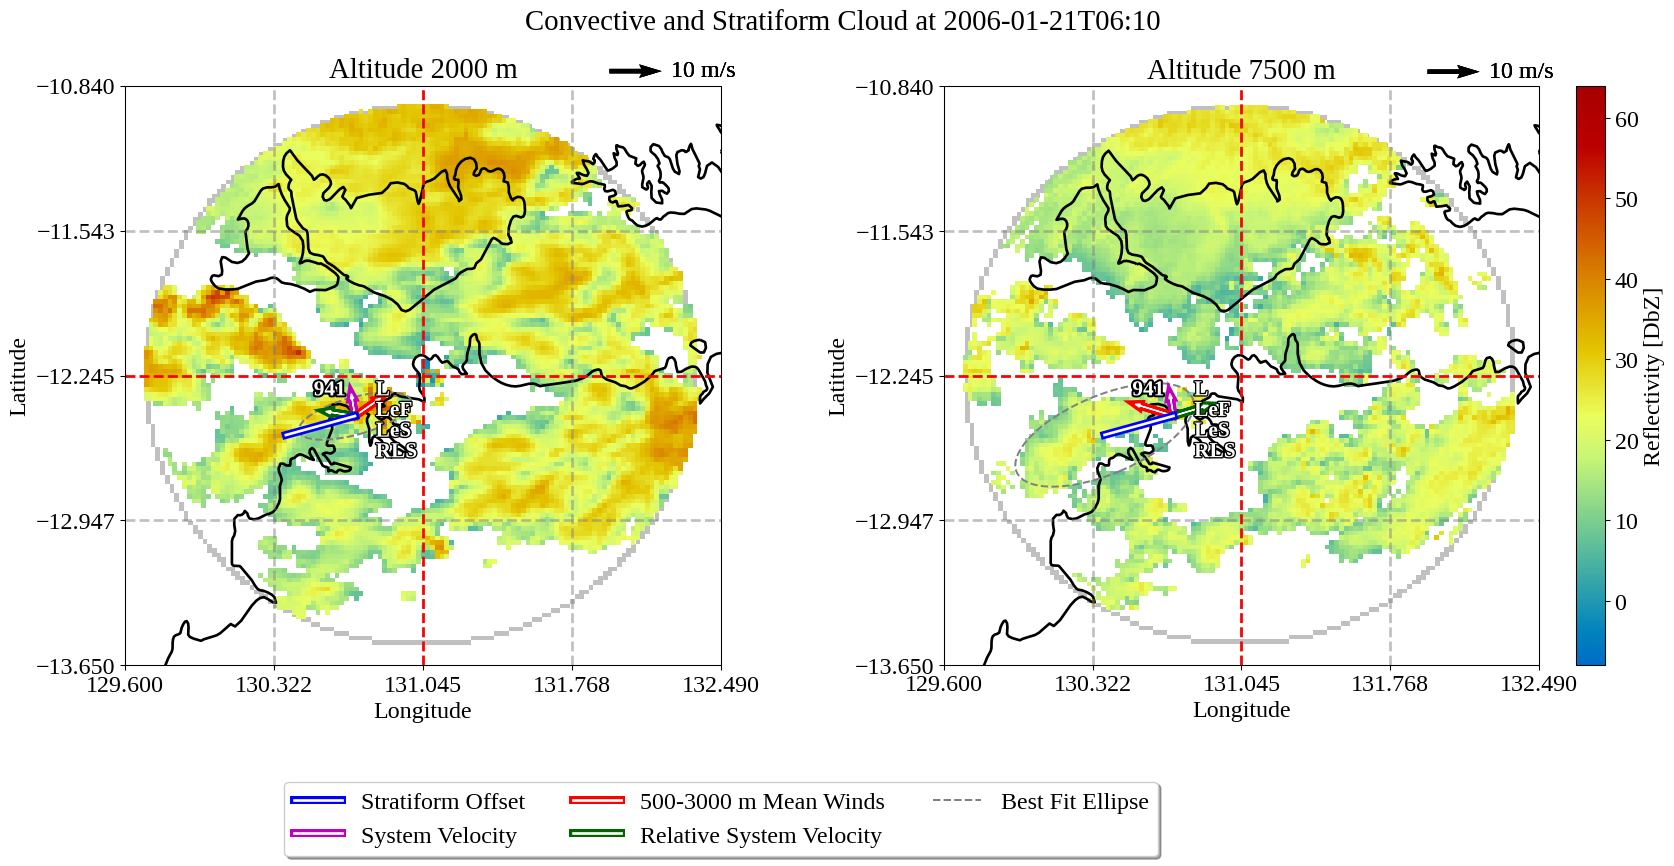 Convective and Stratiform Cloud at 2006-01-21T06:10
Altitude 2000 m
10 m/s
Altitude 7500 m
10 m/s
−10.840
−11.543
−12.245
−12.947
−13.650
Latitude
129.600
130.322
131.045
131.768
132.490
Longitude
941
L
LeF
LeS
RLS
−10.840
−11.543
−12.245
−12.947
−13.650
Latitude
129.600
130.322
131.045
131.768
132.490
Longitude
941
L
LeF
LeS
RLS
60
50
40
30
20
10
0
Reflectivity [DbZ]
Stratiform Offset
500-3000 m Mean Winds
Best Fit Ellipse
System Velocity
Relative System Velocity